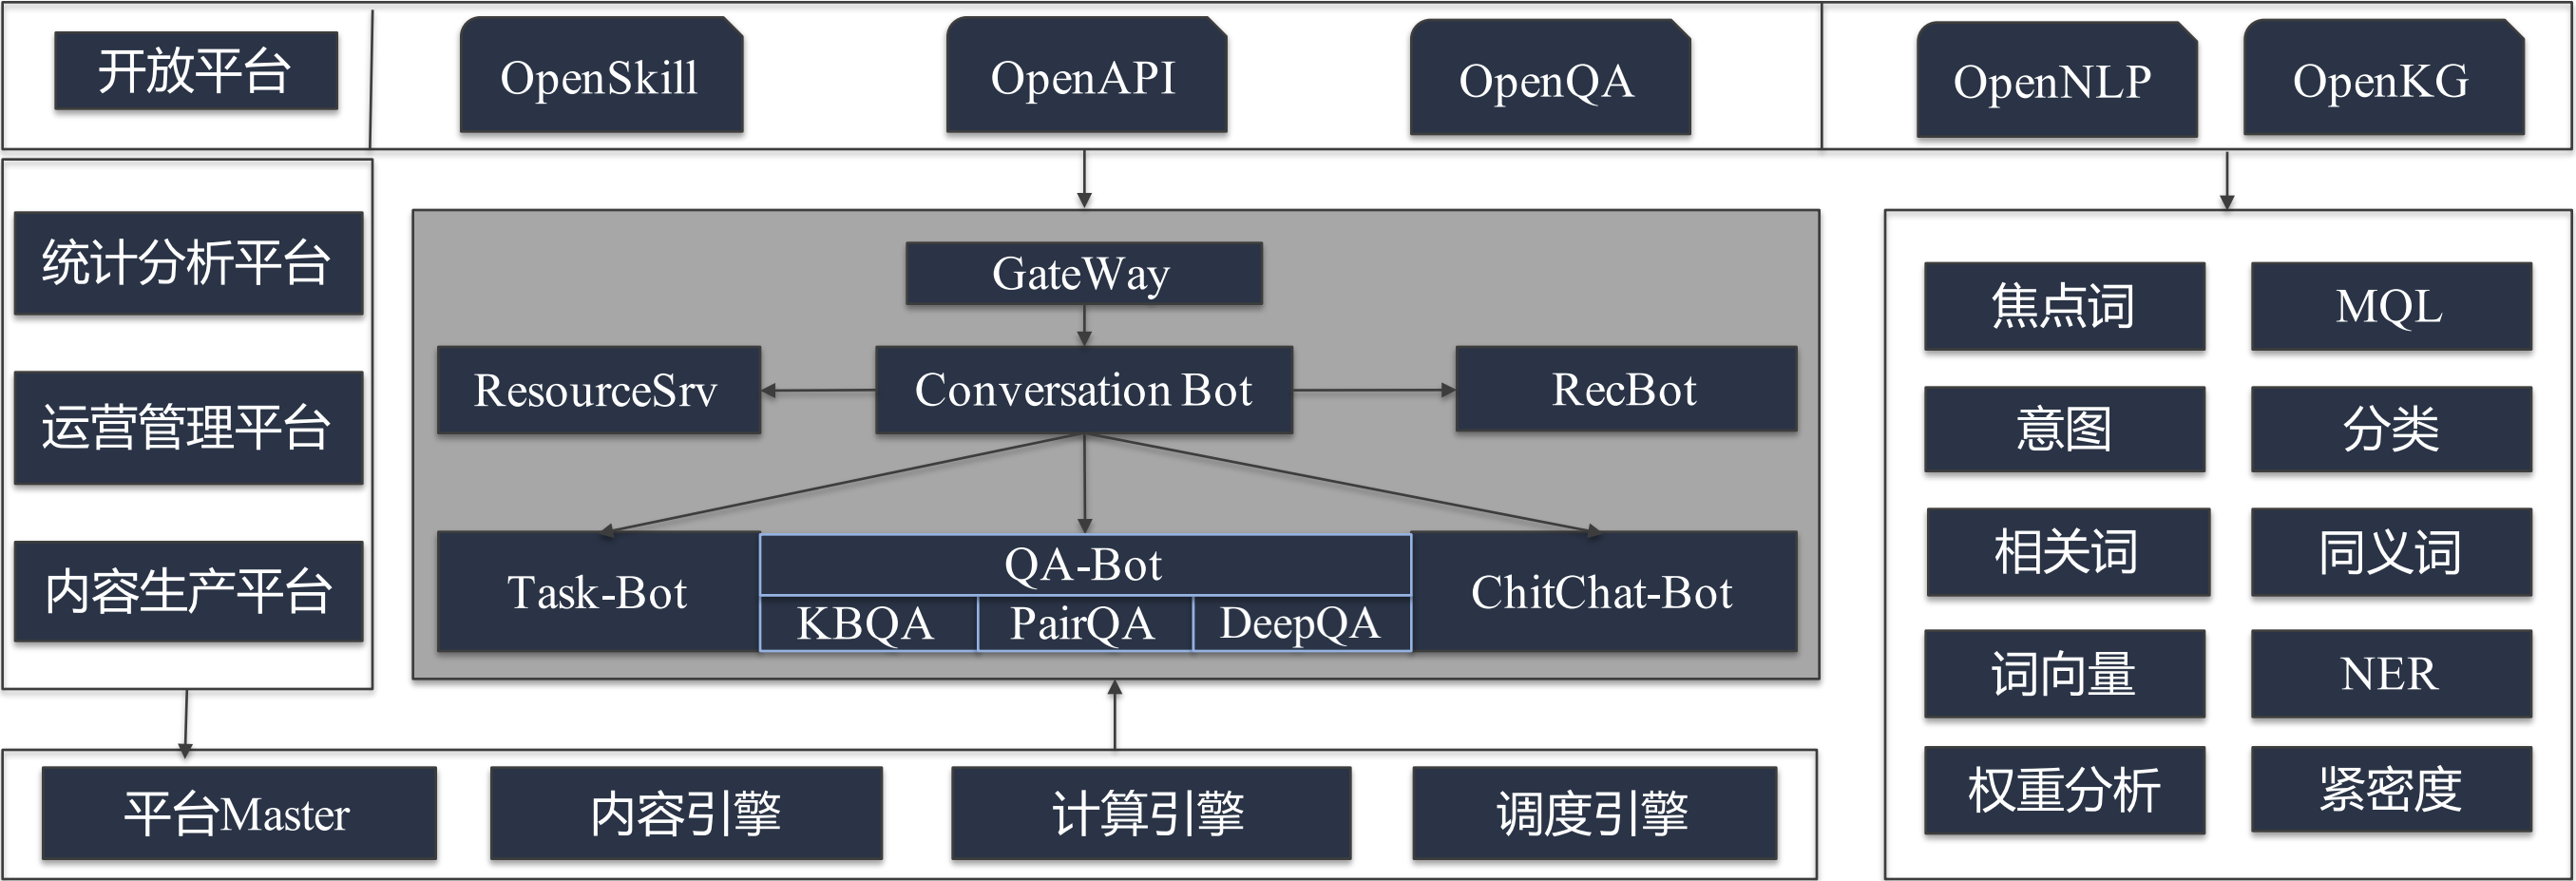 开放平台
OpenSkill
OpenAPI
OpenQA
OpenNLP
OpenKG
统计分析平台
运营管理平台
内容生产平台
GateWay
ResourceSrv
Conversation Bot
RecBot
Task-Bot
QA-Bot
KBQA
PairQA
DeepQA
ChitChat-Bot
焦点词
MQL
意图
分类
相关词
同义词
词向量
NER
权重分析
紧密度
平台Master
内容引擎
计算引擎
调度引擎